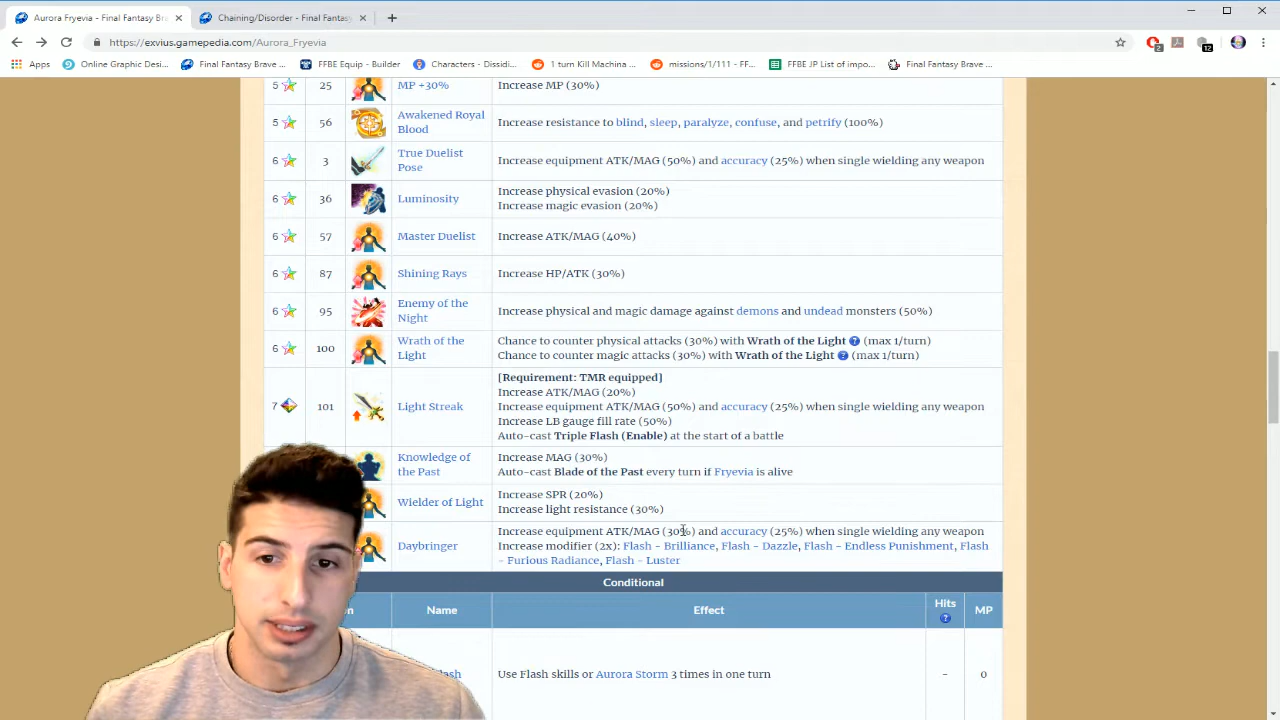 Aurora Fryevia - Final Fantasy Bre
Chaining/Disorder - Final Fantas
https://exvius.gamepedia.com/Aurora_Fryevia
2
12
Apps
Online Graphic Desi...
Final Fantasy Brave ...
FFBE Equip - Builder
Characters - Dissidi...
1 turn Kill Machina ...
missions/1/111 - FF...
FFBE JP List of impo...
Final Fantasy Brave ...
5 25 MP +30% Increase MP (30%)
5 56 Awakened Royal Blood Increase resistance to blind, sleep, paralyze, confuse, and petrify (100%)
6 3 True Duelist Pose Increase equipment ATK/MAG (50%) and accuracy (25%) when single wielding any weapon
6 36 Luminosity Increase physical evasion (20%)
Increase magic evasion (20%)
6 57 Master Duelist Increase ATK/MAG (40%)
6 87 Shining Rays Increase HP/ATK (30%)
6 95 Enemy of the Night Increase physical and magic damage against demons and undead monsters (50%)
6 100 Wrath of the Light Chance to counter physical attacks (30%) with Wrath of the Light ? (max 1/turn)
Chance to counter magic attacks (30%) with Wrath of the Light ? (max 1/turn)
7 101 Light Streak [Requirement: TMR equipped]
Increase ATK/MAG (20%)
Increase equipment ATK/MAG (50%) and accuracy (25%) when single wielding any weapon
Increase LB gauge fill rate (50%)
Auto-cast Triple Flash (Enable) at the start of a battle
Knowledge of the Past Increase MAG (30%)
Auto-cast Blade of the Past every turn if Fryevia is alive
Wielder of Light Increase SPR (20%)
Increase light resistance (30%)
Daybringer Increase equipment ATK/MAG (30%) and accuracy (25%) when single wielding any weapon
Increase modifier (2x): Flash - Brilliance, Flash - Dazzle, Flash - Endless Punishment, Flash
- Furious Radiance, Flash - Luster
Conditional
Name Effect Hits ? MP
Use Flash skills or Aurora Storm 3 times in one turn - 0